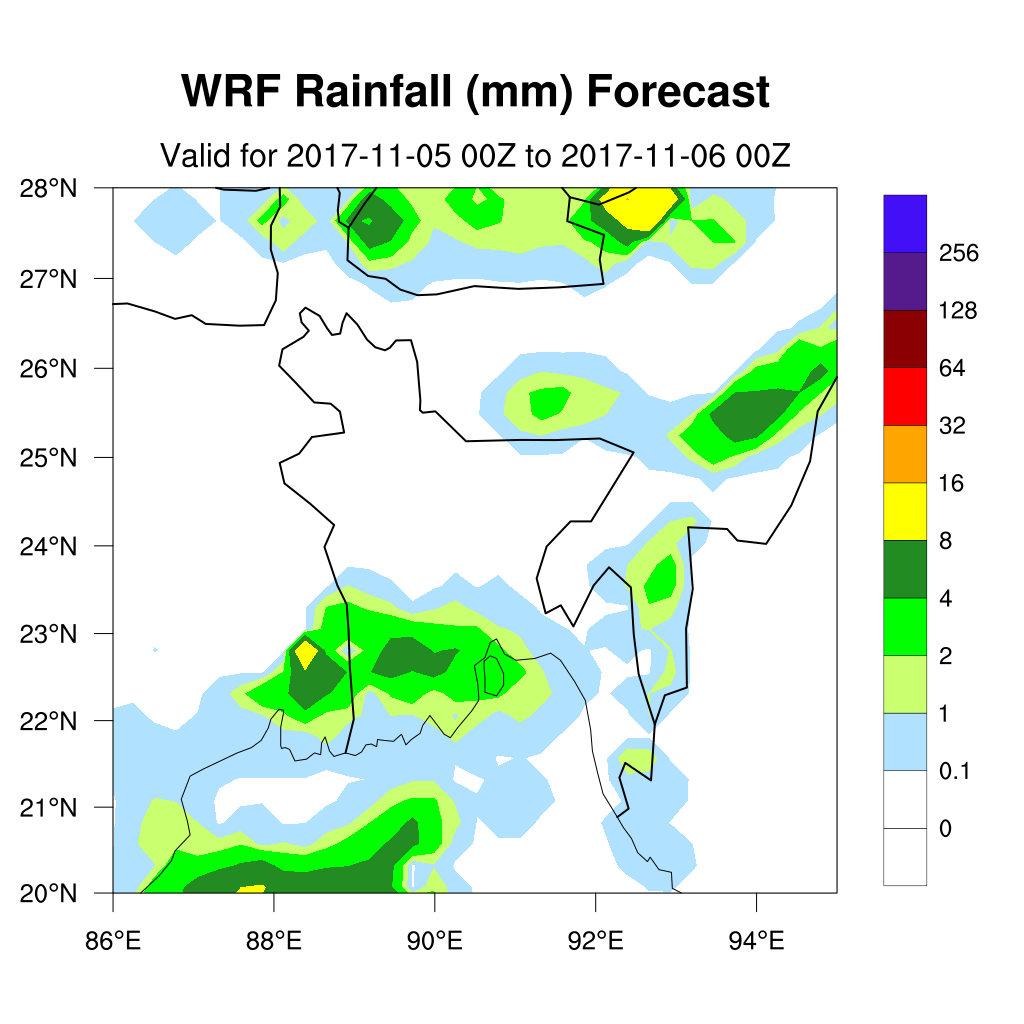 WRF Rainfall (mm) Forecast
Valid for 2017-11-05 00Z to 2017-11-06 00Z
28°N
27°N
26°N
25°N
24°N
23°N
22°N
21°N
20°N
86°E 88°E 90°E 92°E 94°E
256
128
64
32
16
8
4
2
1
0.1
0